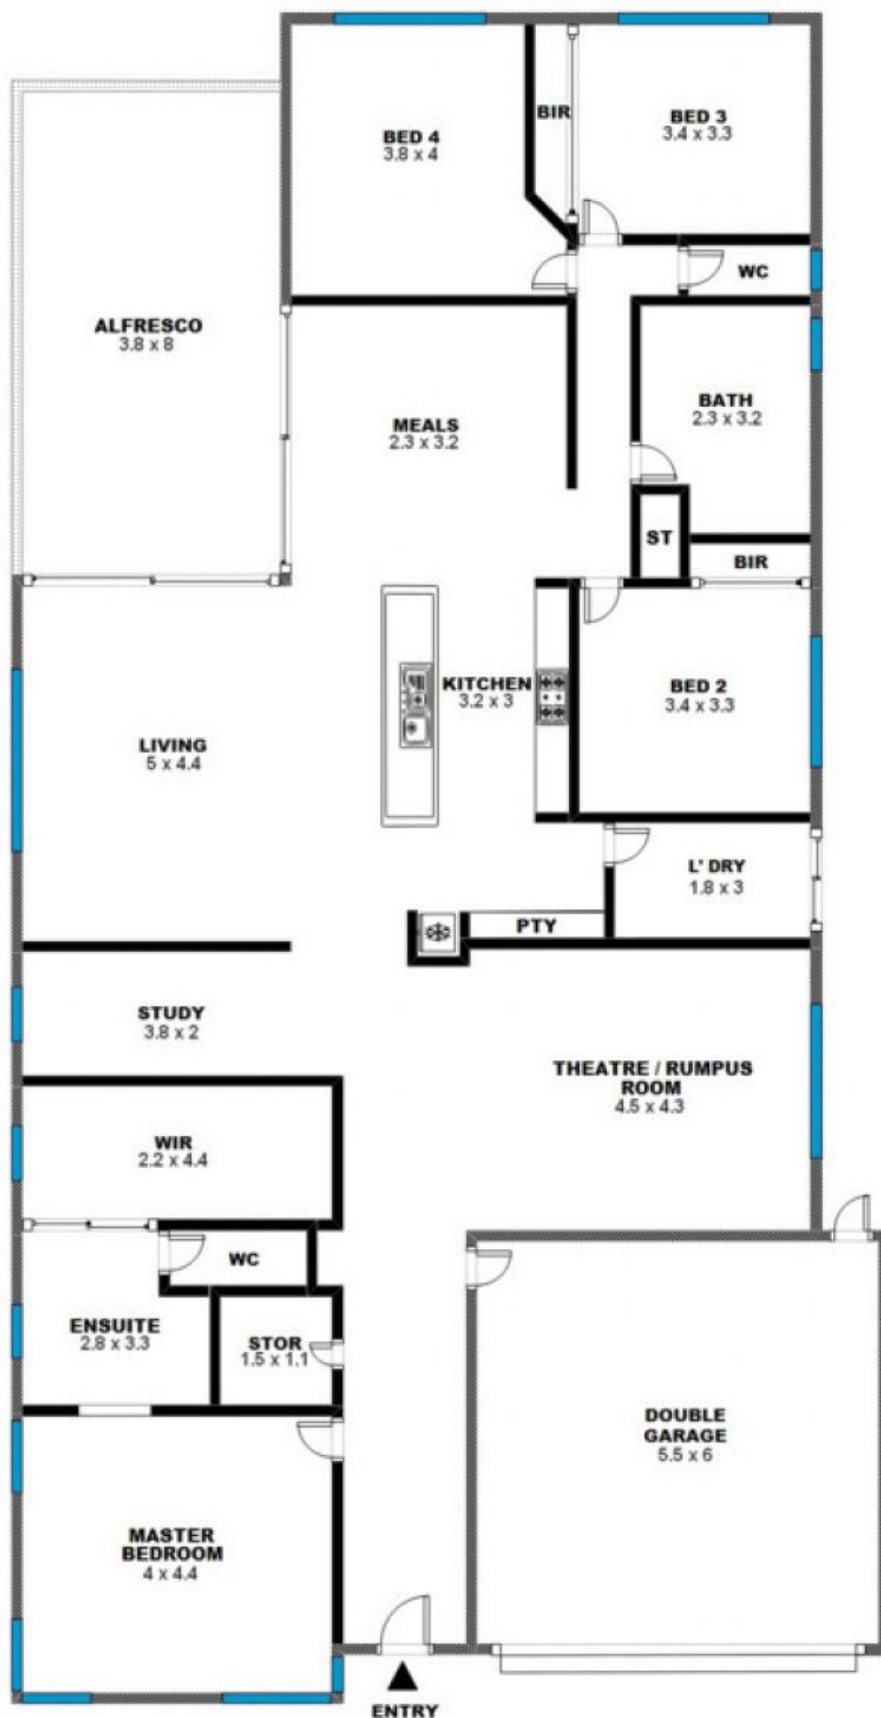 BED 4
3.8 x 4
BIR
BED 3
3.4 x 3.3
WC
ALFRESCO
3.8 x 8
MEALS
2.3 x 3.2
BATH
2.3 x 3.2
ST
BIR
KITCHEN
3.2 x 3
BED 2
3.4 x 3.3
LIVING
5 x 4.4
L' DRY
1.8 x 3
PTY
STUDY
3.8 x 2
THEATRE / RUMPUS
ROOM
4.5 x 4.3
WIR
2.2 x 4.4
WC
ENSUITE
2.8 x 3.3
STOR
1.5 x 1.1
DOUBLE
GARAGE
5.5 x 6
MASTER
BEDROOM
4 x 4.4
ENTRY